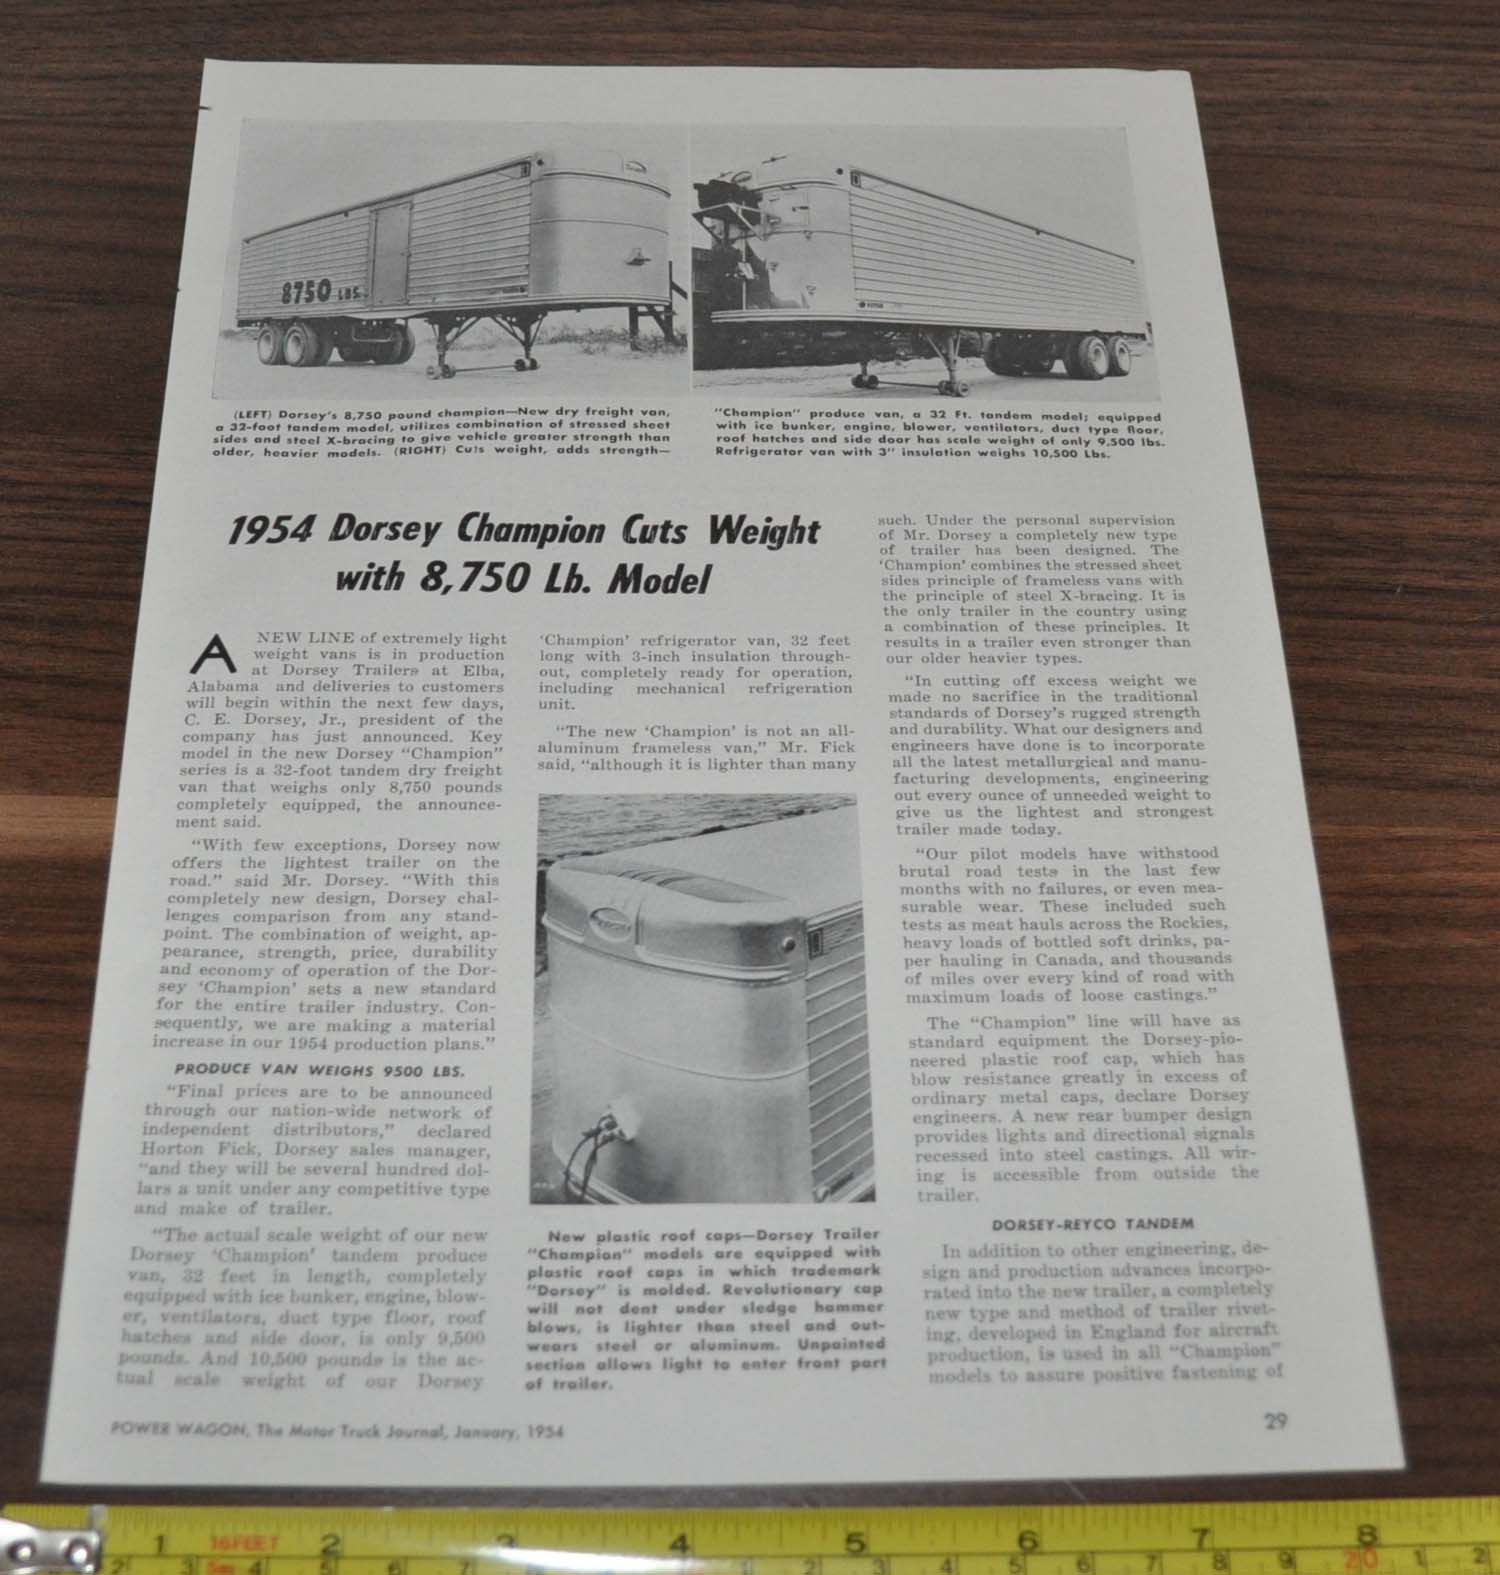 8750 LBS.
(LEFT) Dorsey's 8,750 pound champion—New dry freight van,
a 32-foot tandem model, utilizes combination of stressed sheet
sides and steel X-bracing to give vehicle greater strength than
older, heavier models. (RIGHT) Cuts weight, adds strength—
"Champion" produce van, a 32 Ft. tandem model; equipped
with ice bunker, engine, blower, ventilators, duct type floor,
roof hatches and side door has scale weight of only 9,500 lbs.
Refrigerator van with 3" insulation weighs 10,500 Lbs.
1954 Dorsey Champion Cuts Weight
with 8,750 Lb. Model
A NEW LINE of extremely light
weight vans is in production
at Dorsey Trailers at Elba,
Alabama and deliveries to customers
will begin within the next few days,
C. E. Dorsey, Jr., president of the
company has just announced. Key
model in the new Dorsey "Champion"
series is a 32-foot tandem dry freight
van that weighs only 8,750 pounds
completely equipped, the announce-
ment said.
"With few exceptions, Dorsey now
offers the lightest trailer on the
road." said Mr. Dorsey. "With this
completely new design, Dorsey chal-
lenges comparison from any stand-
point. The combination of weight, ap-
pearance, strength, price, durability
and economy of operation of the Dor-
sey 'Champion' sets a new standard
for the entire trailer industry. Con-
sequently, we are making a material
increase in our 1954 production plans."
PRODUCE VAN WEIGHS 9500 LBS.
"Final prices are to be announced
through our nation-wide network of
independent distributors," declared
Horton Fick, Dorsey sales manager,
"and they will be several hundred dol-
lars a unit under any competitive type
and make of trailer.
"The actual scale weight of our new
Dorsey 'Champion' tandem produce
van, 32 feet in length, completely
equipped with ice bunker, engine, blow-
er, ventilators, duct type floor, roof
hatches and side door, is only 9,500
pounds. And 10,500 pounds is the ac-
tual scale weight of our Dorsey
'Champion' refrigerator van, 32 feet
long with 3-inch insulation through-
out, completely ready for operation,
including mechanical refrigeration
unit.
"The new 'Champion' is not an all-
aluminum frameless van," Mr. Fick
said, "although it is lighter than many
New plastic roof caps—Dorsey Trailer
"Champion" models are equipped with
plastic roof caps in which trademark
"Dorsey" is molded. Revolutionary cap
will not dent under sledge hammer
blows, is lighter than steel and out-
wears steel or aluminum. Unpainted
section allows light to enter front part
of trailer.
such. Under the personal supervision
of Mr. Dorsey a completely new type
of trailer has been designed. The
'Champion' combines the stressed sheet
sides principle of frameless vans with
the principle of steel X-bracing. It is
the only trailer in the country using
a combination of these principles. It
results in a trailer even stronger than
our older heavier types.
"In cutting off excess weight we
made no sacrifice in the traditional
standards of Dorsey's rugged strength
and durability. What our designers and
engineers have done is to incorporate
all the latest metallurgical and manu-
facturing developments, engineering
out every ounce of unneeded weight to
give us the lightest and strongest
trailer made today.
"Our pilot models have withstood
brutal road tests in the last few
months with no failures, or even mea-
surable wear. These included such
tests as meat hauls across the Rockies,
heavy loads of bottled soft drinks, pa-
per hauling in Canada, and thousands
of miles over every kind of road with
maximum loads of loose castings."
The "Champion" line will have as
standard equipment the Dorsey-pio-
neered plastic roof cap, which has
blow resistance greatly in excess of
ordinary metal caps, declare Dorsey
engineers. A new rear bumper design
provides lights and directional signals
recessed into steel castings. All wir-
ing is accessible from outside the
trailer.
DORSEY-REYCO TANDEM
In addition to other engineering, de-
sign and production advances incorpo-
rated into the new trailer, a completely
new type and method of trailer rivet-
ing, developed in England for aircraft
production, is used in all "Champion"
models to assure positive fastening of
POWER WAGON, The Motor Truck Journal, January, 1954
29
1 16FEET 2 3 4 5 6 7 8
2 3 5m 4 5 6 1 2 3 4 6 7 8 9 20 1 2